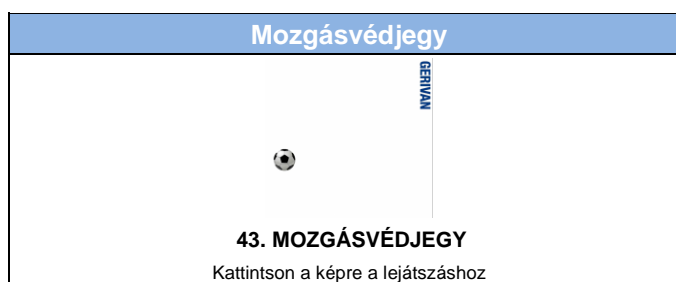 Mozgásvédjegy
GERIVAN
43. MOZGÁSVÉDJEGY
Kattintson a képre a lejátszáshoz